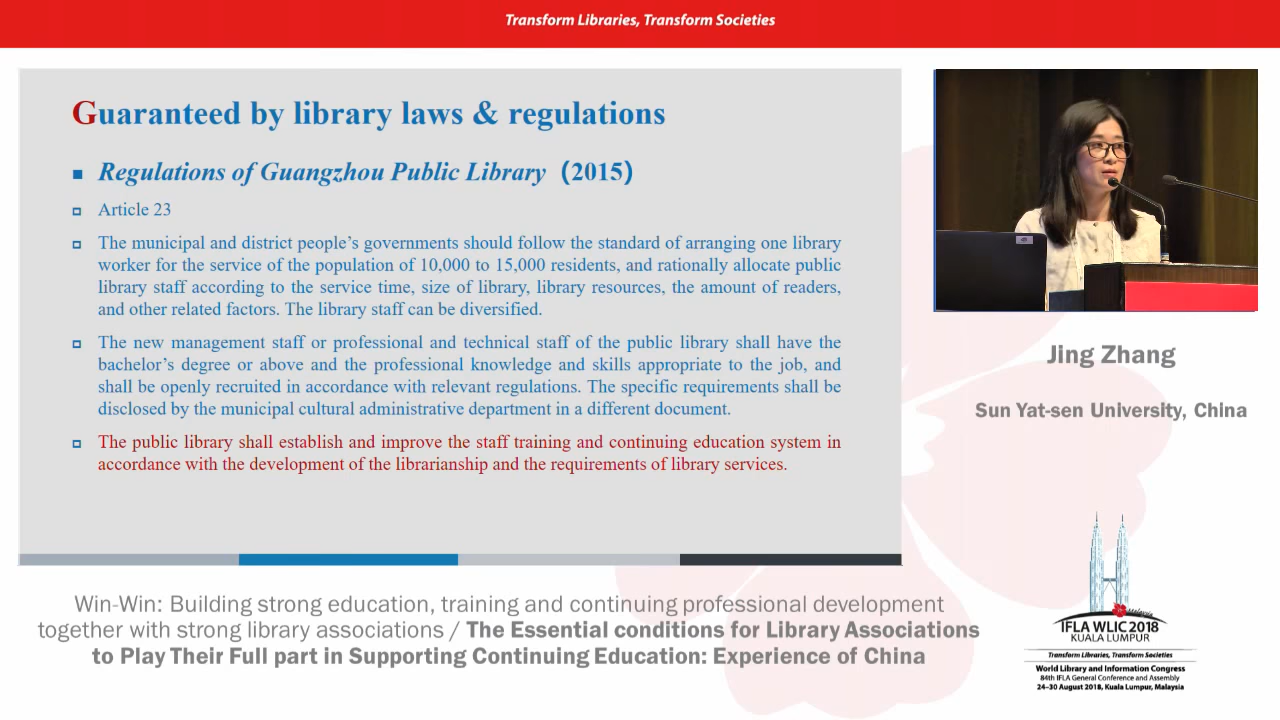 Transform Libraries, Transform Societies
Guaranteed by library laws & regulations
Regulations of Guangzhou Public Library (2015)
Article 23
The municipal and district people's governments should follow the standard of arranging one library
worker for the service of the population of 10,000 to 15,000 residents, and rationally allocate public
library staff according to the service time, size of library, library resources, the amount of readers,
and other related factors. The library staff can be diversified.
The new management staff or professional and technical staff of the public library shall have the
bachelor's degree or above and the professional knowledge and skills appropriate to the job, and
shall be openly recruited in accordance with relevant regulations. The specific requirements shall be
disclosed by the municipal cultural administrative department in a different document.
The public library shall establish and improve the staff training and continuing education system in
accordance with the development of the librarianship and the requirements of library services.
Jing Zhang
Sun Yat-sen University, China
Win-Win: Building strong education, training and continuing professional development
together with strong library associations / The Essential conditions for Library Associations
to Play Their Full part in Supporting Continuing Education: Experience of China
Malaysia
IFLA WLIC 2018
KUALA LUMPUR
Transform Libraries, Transform Societies
World Library and Information Congress
84th IFLA General Conference and Assembly
24–30 August 2018, Kuala Lumpur, Malaysia